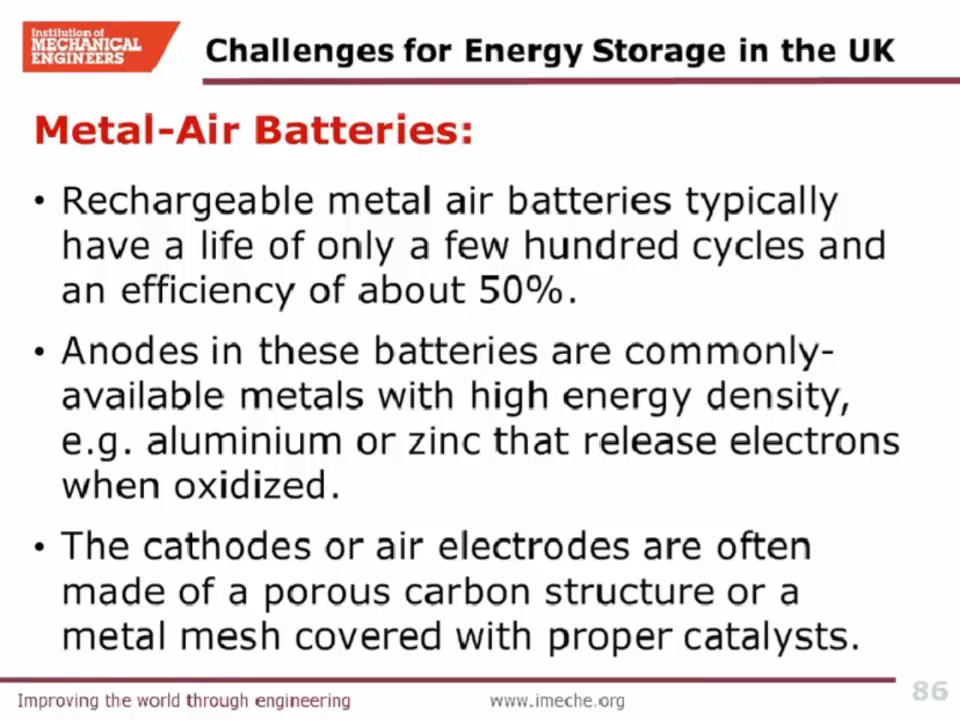 Institution of
MECHANICAL
ENGINEERS
Challenges for Energy Storage in the UK
Metal-Air Batteries:
• Rechargeable metal air batteries typically
have a life of only a few hundred cycles and
an efficiency of about 50%.
• Anodes in these batteries are commonly-
available metals with high energy density,
e.g. aluminium or zinc that release electrons
when oxidized.
• The cathodes or air electrodes are often
made of a porous carbon structure or a
metal mesh covered with proper catalysts.
Improving the world through engineering
www.imeche.org
86